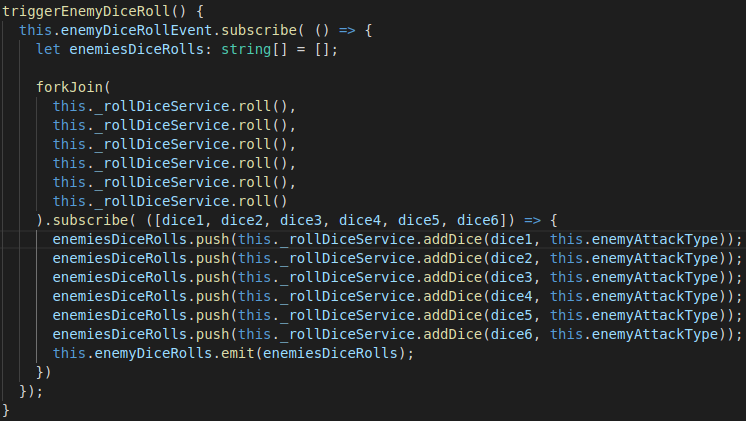 triggerEnemyDiceRoll() {
  this.enemyDiceRollEvent.subscribe( () => {
    let enemiesDiceRolls: string[] = [];

    forkJoin(
      this._rollDiceService.roll(),
      this._rollDiceService.roll(),
      this._rollDiceService.roll(),
      this._rollDiceService.roll(),
      this._rollDiceService.roll(),
      this._rollDiceService.roll()
    ).subscribe( ([dice1, dice2, dice3, dice4, dice5, dice6]) => {
      enemiesDiceRolls.push(this._rollDiceService.addDice(dice1, this.enemyAttackType));
      enemiesDiceRolls.push(this._rollDiceService.addDice(dice2, this.enemyAttackType));
      enemiesDiceRolls.push(this._rollDiceService.addDice(dice3, this.enemyAttackType));
      enemiesDiceRolls.push(this._rollDiceService.addDice(dice4, this.enemyAttackType));
      enemiesDiceRolls.push(this._rollDiceService.addDice(dice5, this.enemyAttackType));
      enemiesDiceRolls.push(this._rollDiceService.addDice(dice6, this.enemyAttackType));
      this.enemyDiceRolls.emit(enemiesDiceRolls);
    })
  });
}